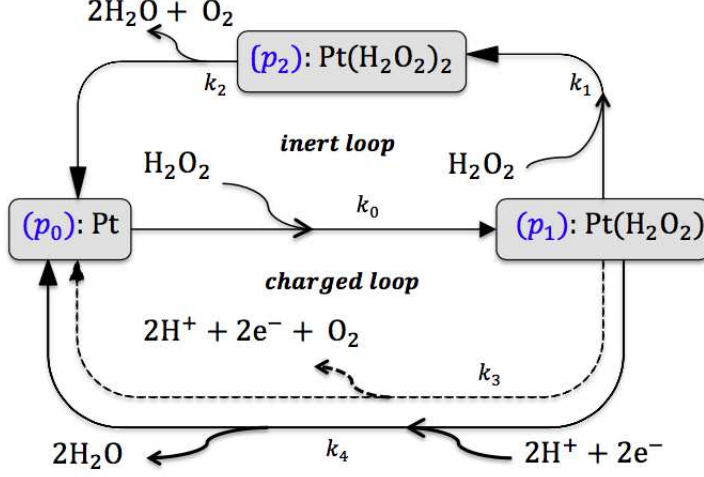 2H₂O + O₂
(p₂): Pt(H₂O₂)₂
k₂
k₁
inert loop
H₂O₂
H₂O₂
k₀
(p₀): Pt
(p₁): Pt(H₂O₂)
charged loop
2H⁺ + 2e⁻ + O₂
k₃
2H₂O
k₄
2H⁺ + 2e⁻